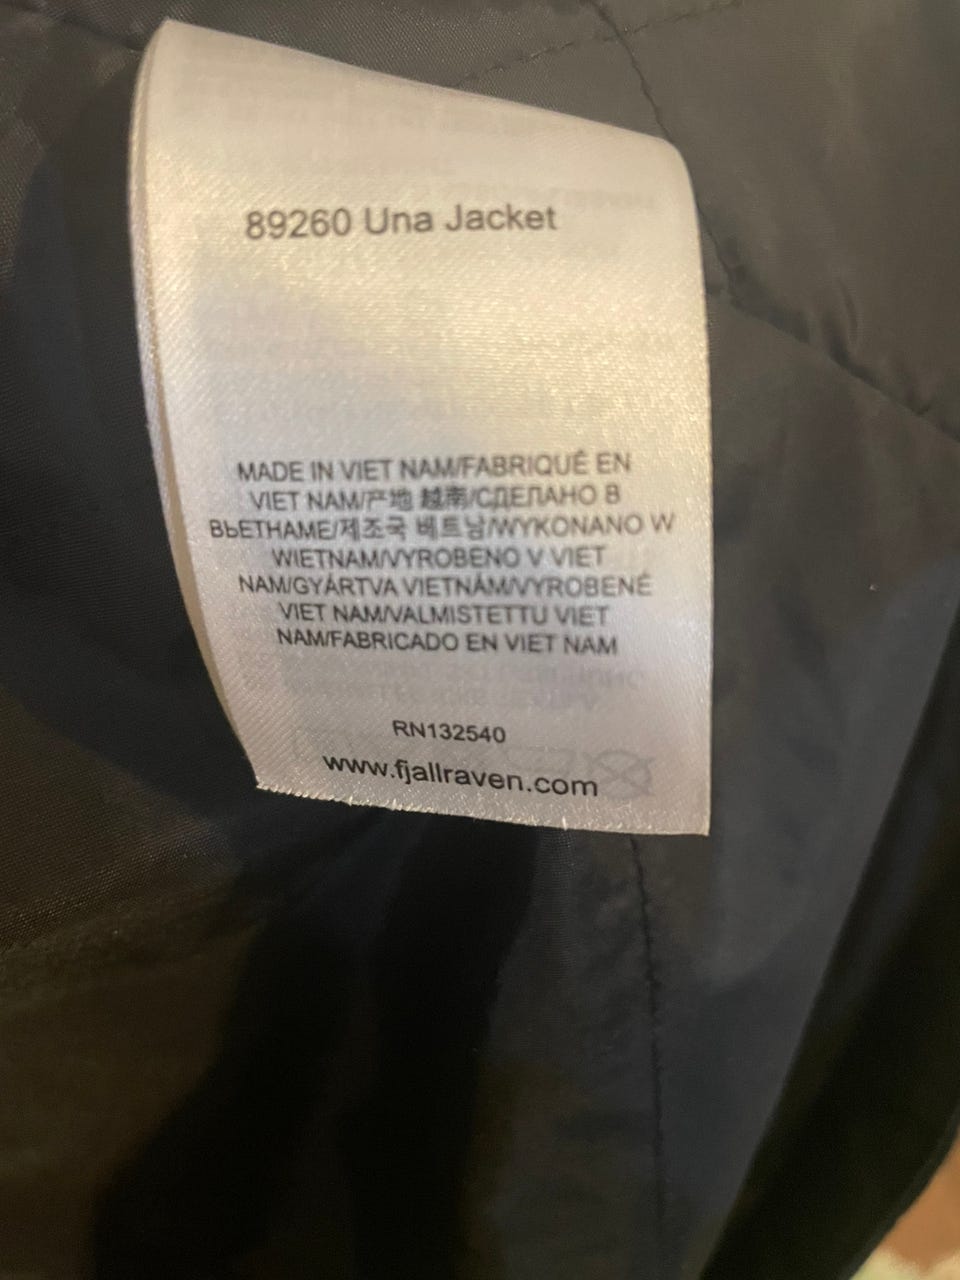 89260 Una Jacket
MADE IN VIET NAM/FABRIQUÉ EN
VIET NAM/产地 越南/СДЕЛАНО В
ВЬЕТНАМЕ/제조국 베트남/WYKONANO W
WIETNAM/VYROBENO V VIET
NAM/GYÁRTVA VIETNÁM/VYROBENÉ
VIET NAM/VALMISTETTU VIET
NAM/FABRICADO EN VIET NAM
RN132540
www.fjallraven.com